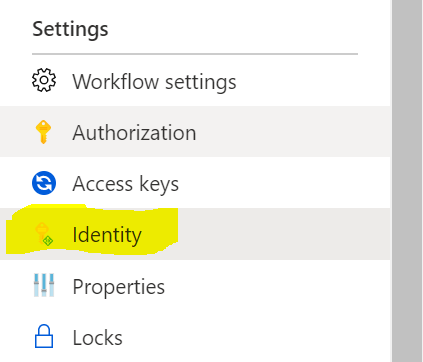 Settings
Workflow settings
Authorization
Access keys
Identity
Properties
Locks